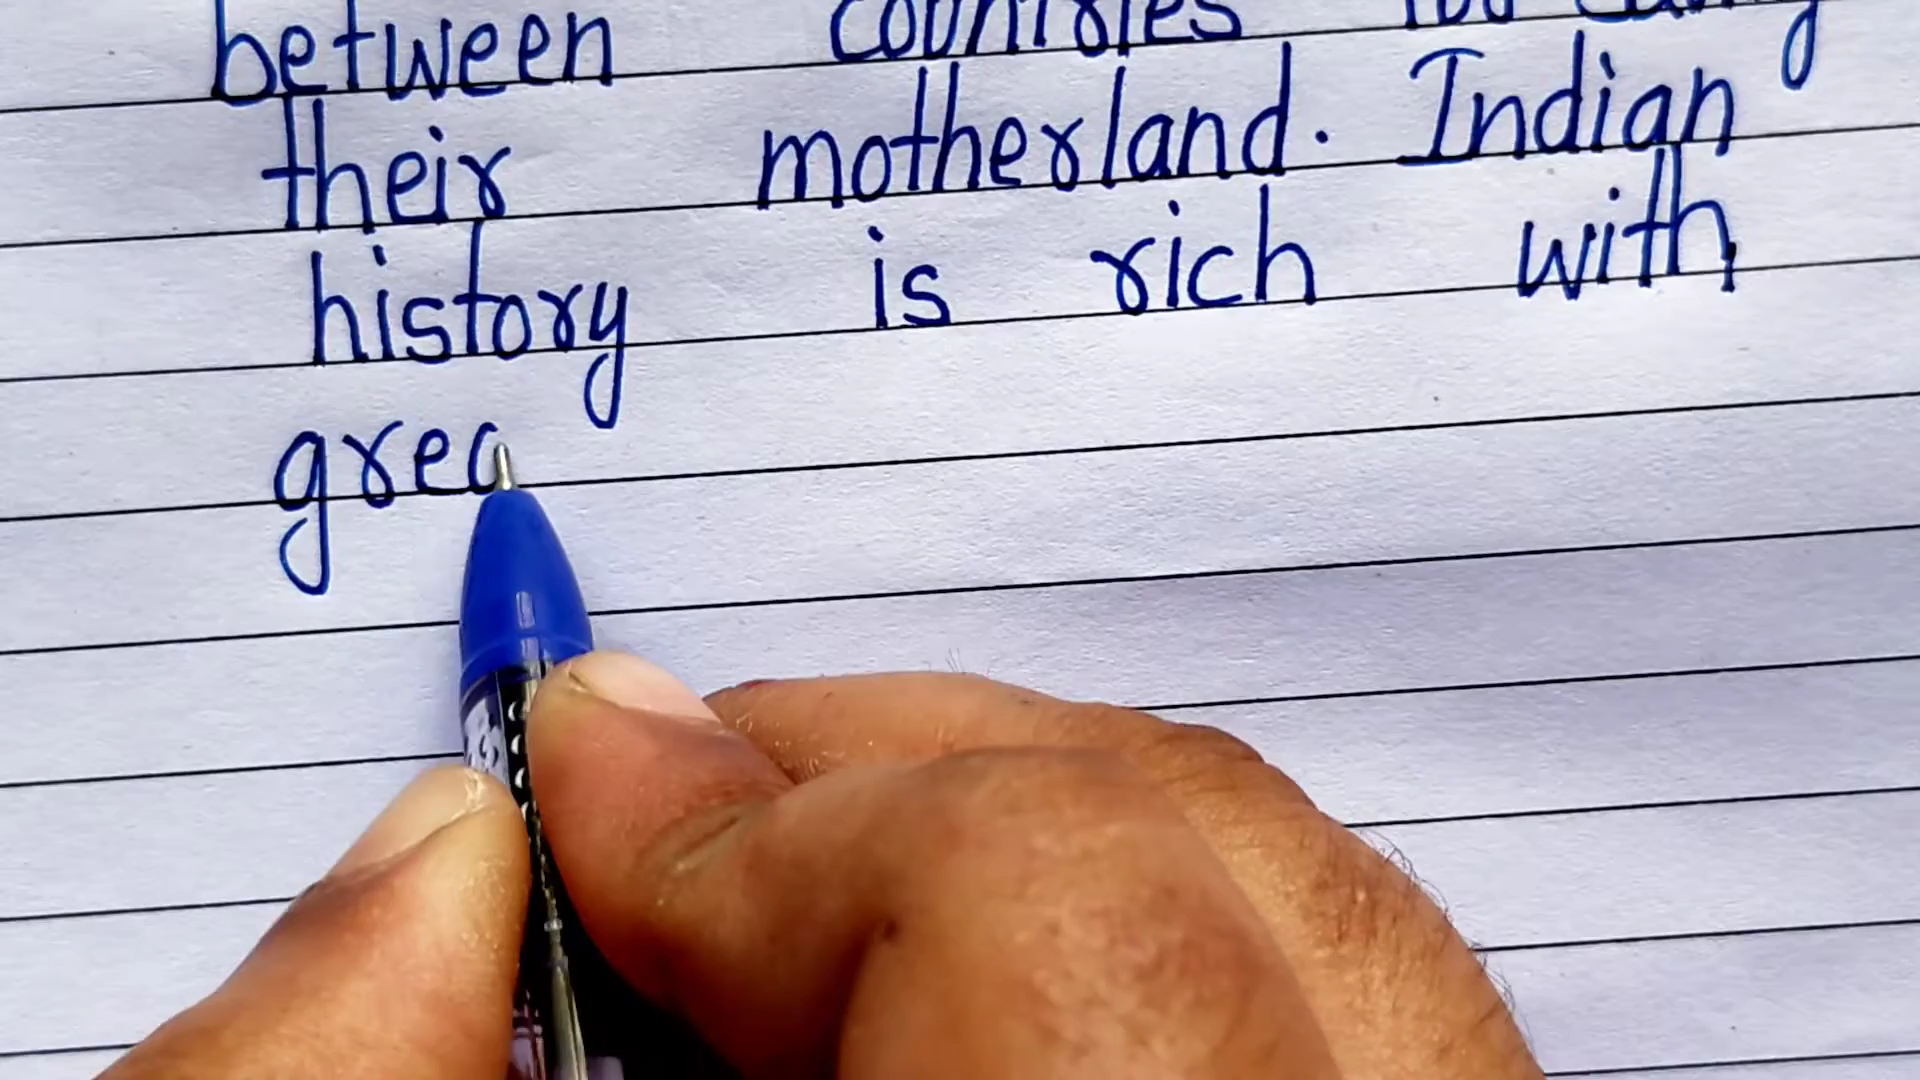 between countries
their motherland. Indian
history is rich with
grea